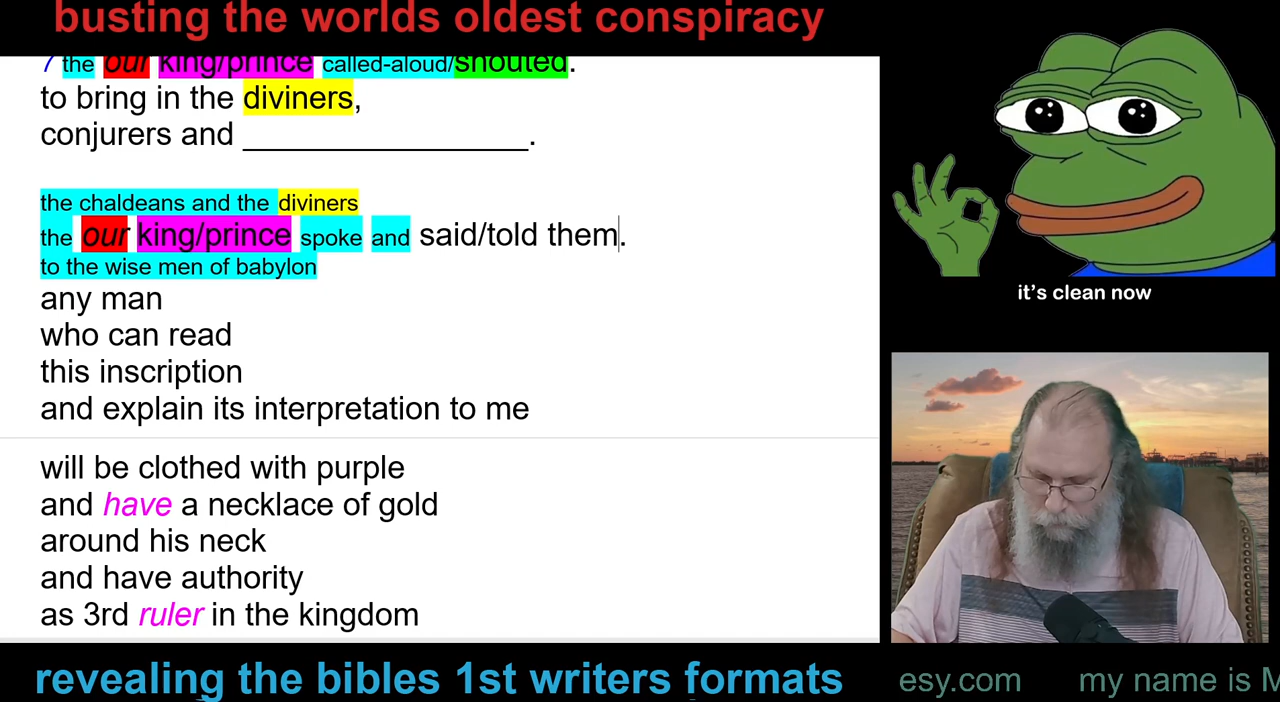 busting the worlds oldest conspiracy
7 the our king/prince called-aloud/shouted.
to bring in the diviners,
conjurers and _________________.
the chaldeans and the diviners
the our king/prince spoke and said/told them.
to the wise men of babylon
any man
who can read
this inscription
and explain its interpretation to me
will be clothed with purple
and have a necklace of gold
around his neck
and have authority
as 3rd ruler in the kingdom
it's clean now
revealing the bibles 1st writers formats
esy.com my name is M